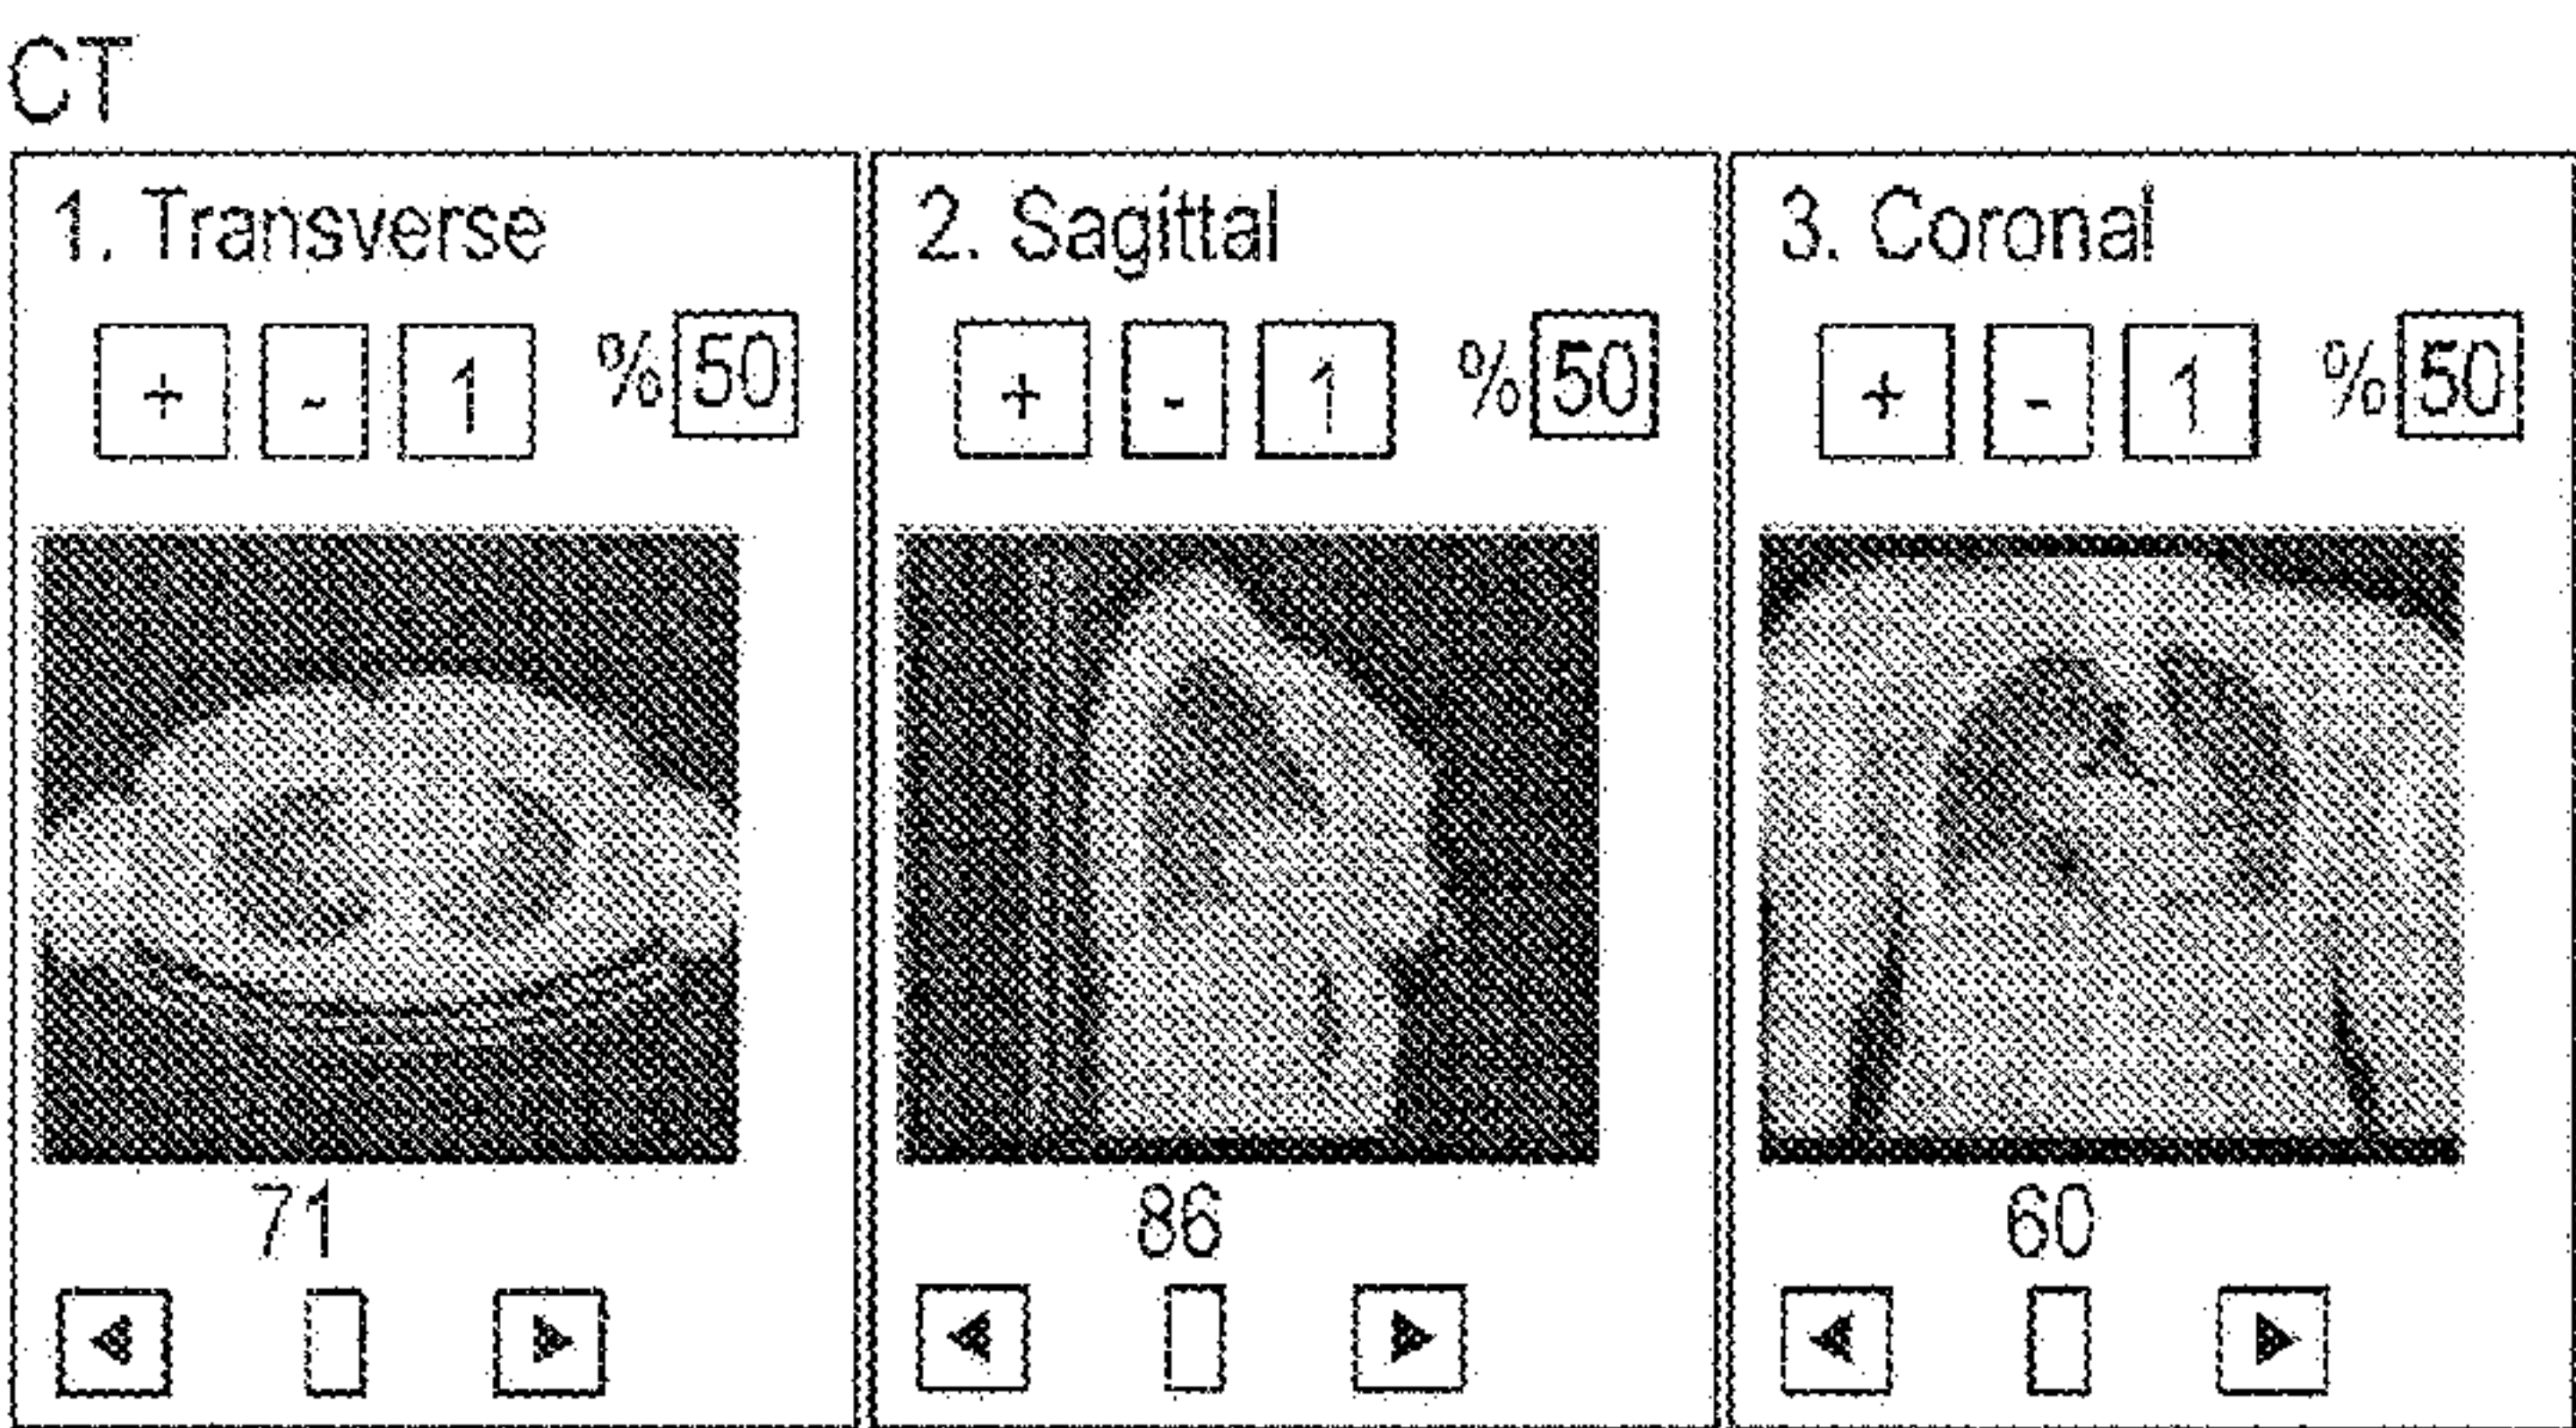 CT
1. Transverse
+ - 1 % 50
71
2. Sagittal
+ - 1 % 50
86
3. Coronal
+ - 1 % 50
60